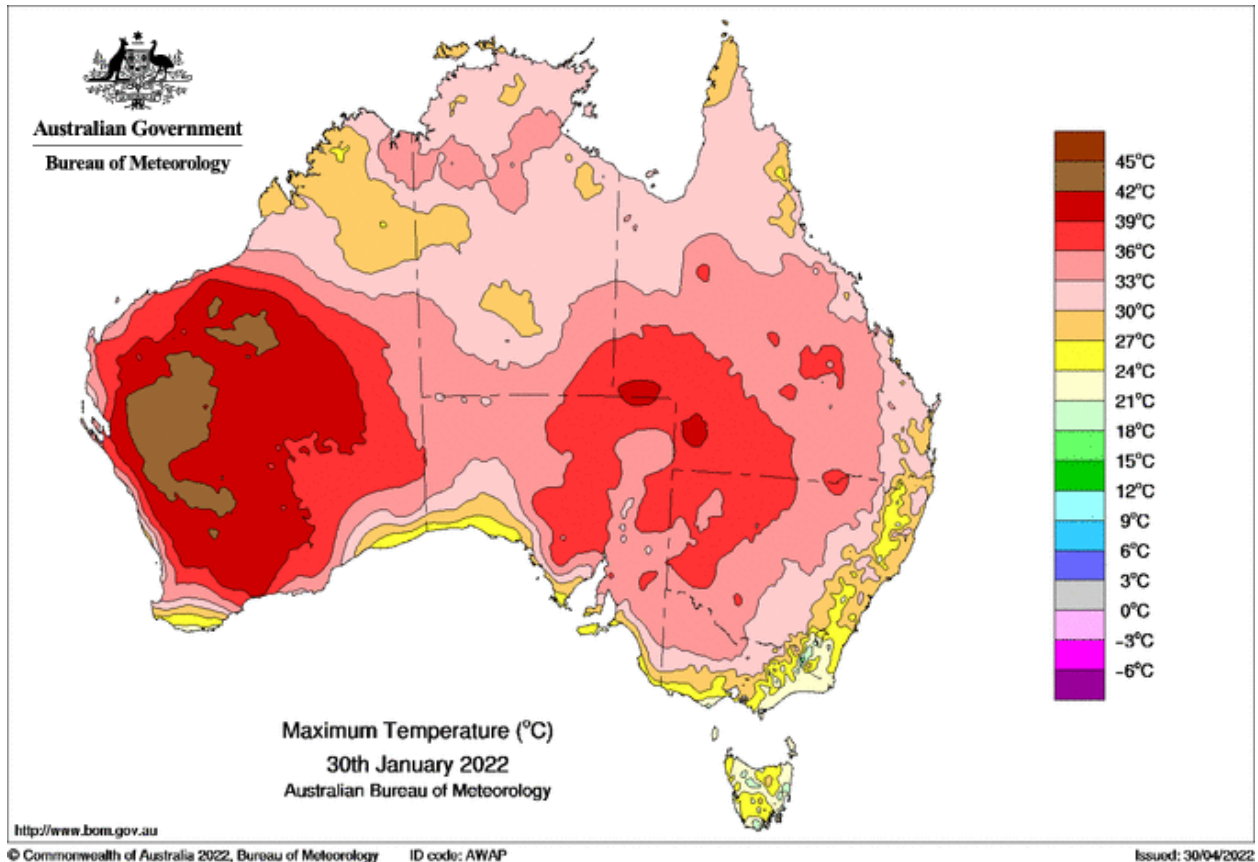 Australian Government
Bureau of Meteorology
45°C
42°C
39°C
36°C
33°C
30°C
27°C
24°C
21°C
18°C
15°C
12°C
9°C
6°C
3°C
0°C
-3°C
-6°C
Maximum Temperature (°C)
30th January 2022
Australian Bureau of Meteorology
http://www.bom.gov.au
© Commonwealth of Australia 2022, Bureau of Meteorology ID code: AWAP Issued: 30/04/2022